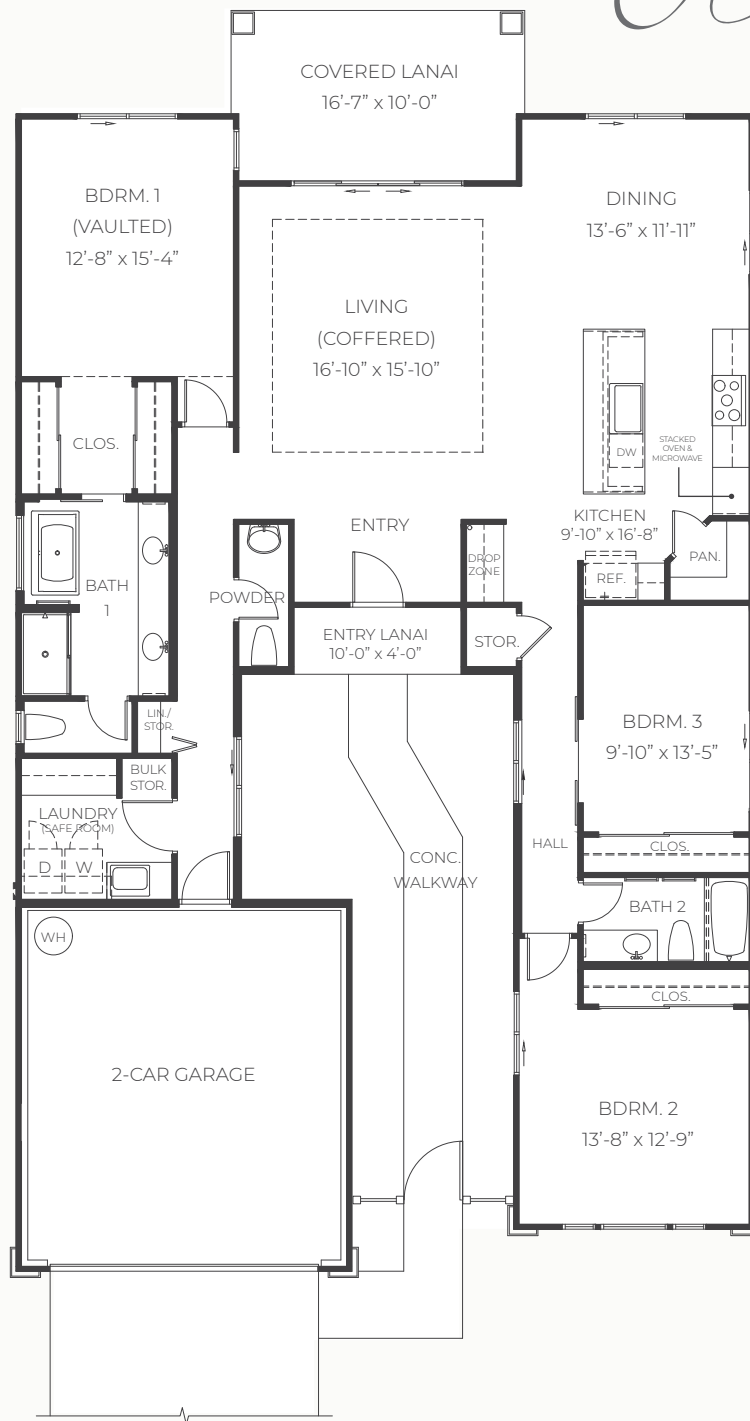 COVERED LANAI
16’-7” x 10’-0”
BDRM. 1
(VAULTED)
12’-8” x 15’-4”
DINING
13’-6” x 11’-11”
LIVING
(COFFERED)
16’-10” x 15’-10”
CLOS.
DW
STACKED
OVEN &
MICROWAVE
KITCHEN
9’-10” x 16’-8”
ENTRY
DROP
ZONE
REF.
PAN.
BATH
1
POWDER
ENTRY LANAI
10’-0” x 4’-0”
STOR.
LIN./
STOR.
BDRM. 3
9’-10” x 13’-5”
BULK
STOR.
LAUNDRY
(SAFE ROOM)
D
W
HALL
CLOS.
CONC.
WALKWAY
BATH 2
WH
CLOS.
2-CAR GARAGE
BDRM. 2
13’-8” x 12’-9”